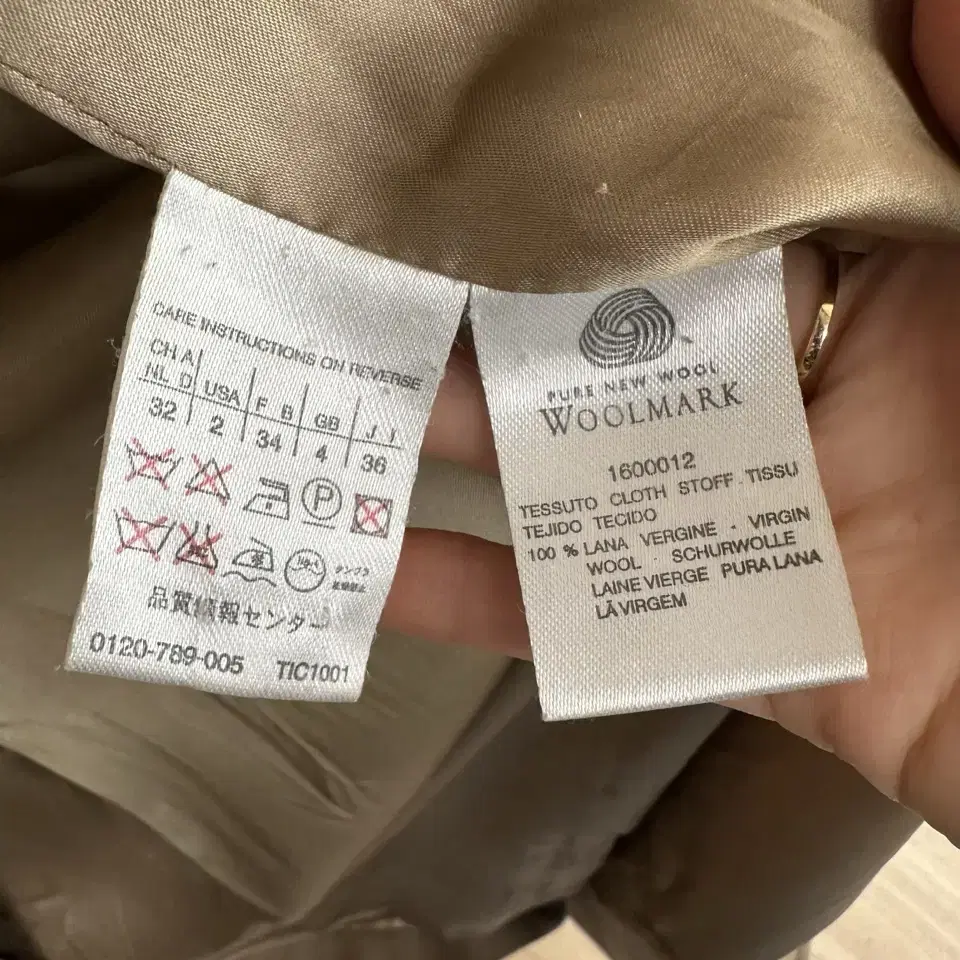 CARE INSTRUCTIONS ON REVERSE
CH A
NL D USA F B GB J I
32 2 34 4 36
P
品質情報センター
0120-789-005 TIC1001
PURE NEW WOOL
WOOLMARK
1600012
TESSUTO CLOTH STOFF TISSU
TEJIDO TECIDO
100 % LANA VERGINE - VIRGIN
WOOL - SCHURWOLLE
LAINE VIERGE PURA LANA
LÃ VIRGEM